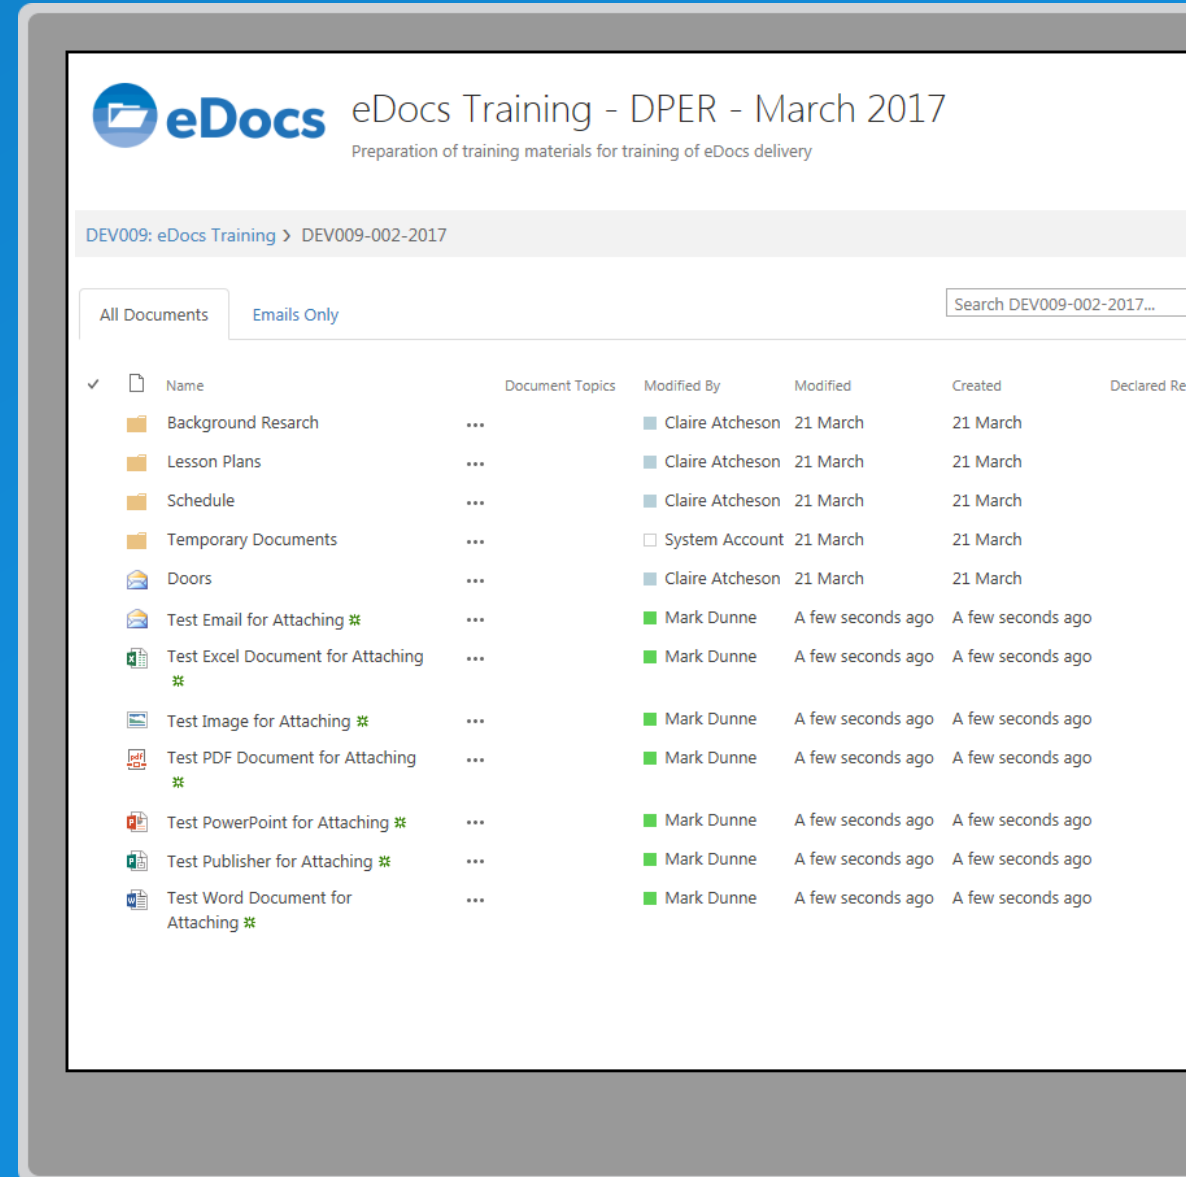 eDocs
eDocs Training - DPER - March 2017
Preparation of training materials for training of eDocs delivery
DEV009: eDocs Training > DEV009-002-2017
All Documents Emails Only
Search DEV009-002-2017...
Name Document Topics Modified By Modified Created Declared Re
Background Resarch ... Claire Atcheson 21 March 21 March
Lesson Plans ... Claire Atcheson 21 March 21 March
Schedule ... Claire Atcheson 21 March 21 March
Temporary Documents ... System Account 21 March 21 March
Doors ... Claire Atcheson 21 March 21 March
Test Email for Attaching ... Mark Dunne A few seconds ago A few seconds ago
Test Excel Document for Attaching ... Mark Dunne A few seconds ago A few seconds ago
Test Image for Attaching ... Mark Dunne A few seconds ago A few seconds ago
pdf Test PDF Document for Attaching ... Mark Dunne A few seconds ago A few seconds ago
Test PowerPoint for Attaching ... Mark Dunne A few seconds ago A few seconds ago
Test Publisher for Attaching ... Mark Dunne A few seconds ago A few seconds ago
Test Word Document for ... Mark Dunne A few seconds ago A few seconds ago
Attaching